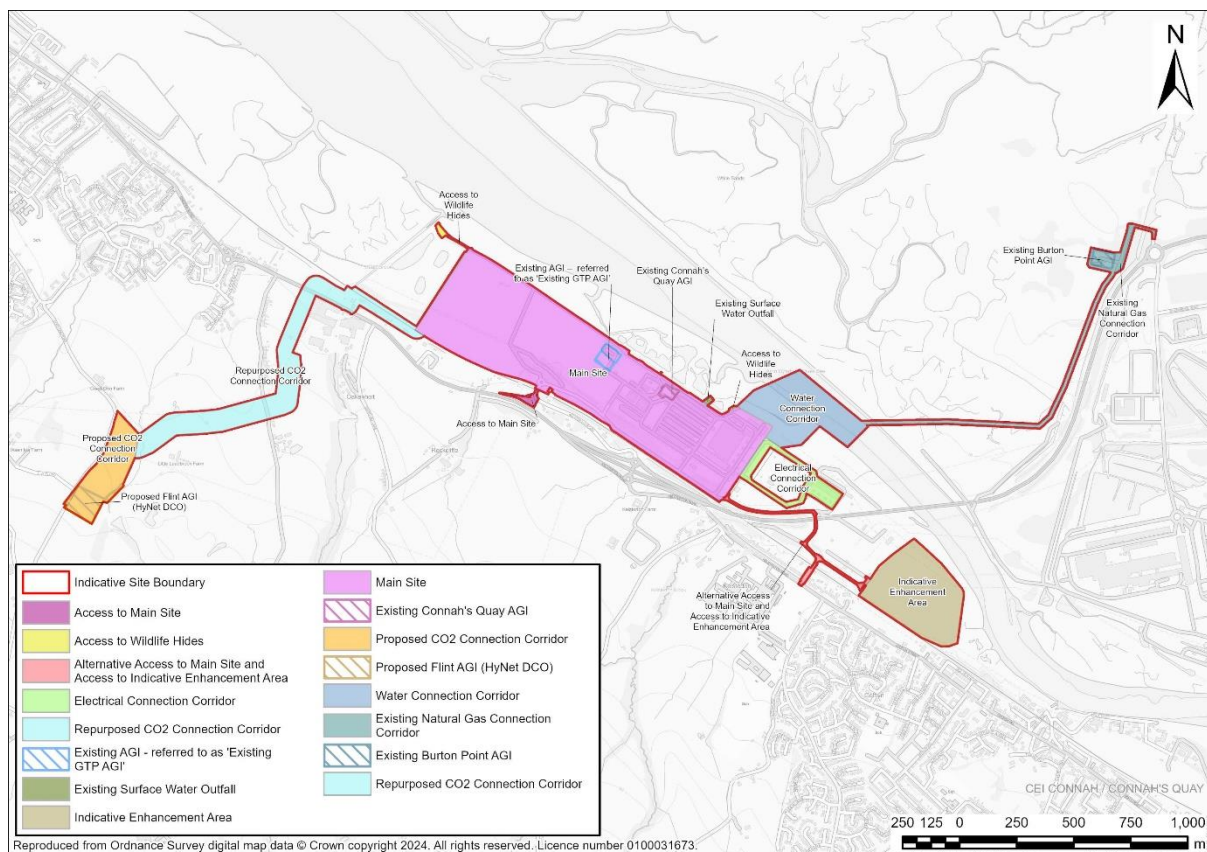 N
Access to
Wildlife
Hides
Existing AGI – referred
to as 'Existing
GTP AGI'
Existing Connah's
Quay AGI
Existing Surface
Water Outfall
Access to
Wildlife
Hides
Existing Burton
Point AGI
Existing
Natural Gas
Connection
Corridor
Repurposed CO2
Connection Corridor
Main Site
Water
Connection
Corridor
Access to Main Site
Proposed CO2
Connection
Corridor
Electrical
Connection
Corridor
Proposed Flint AGI
(HyNet DCO)
Indicative
Enhancement
Area
Alternative Access
to Main Site and
Access to Indicative
Enhancement Area
Indicative Site Boundary
Access to Main Site
Access to Wildlife Hides
Alternative Access to Main Site and
Access to Indicative Enhancement Area
Electrical Connection Corridor
Repurposed CO2 Connection Corridor
Existing AGI - referred to as 'Existing
GTP AGI'
Existing Surface Water Outfall
Indicative Enhancement Area
Main Site
Existing Connah's Quay AGI
Proposed CO2 Connection Corridor
Proposed Flint AGI (HyNet DCO)
Water Connection Corridor
Existing Natural Gas Connection
Corridor
Existing Burton Point AGI
Repurposed CO2 Connection Corridor
CEI CONNAH / CONNAH'S QUAY
250 125 0 250 500 750 1,000
m
Reproduced from Ordnance Survey digital map data © Crown copyright 2024. All rights reserved. Licence number 0100031673.